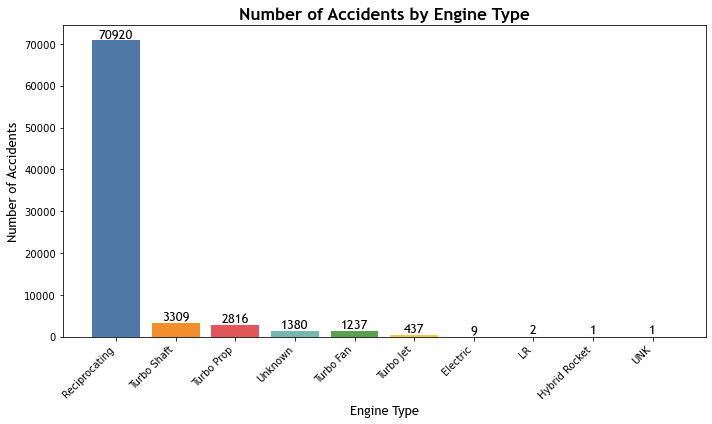 Number of Accidents by Engine Type
Number of Accidents
70000
60000
50000
40000
30000
20000
10000
0
70920
3309
2816
1380
1237
437
9
2
1
1
Reciprocating
Turbo Shaft
Turbo Prop
Unknown
Turbo Fan
Turbo Jet
Electric
LR
Hybrid Rocket
UNK
Engine Type